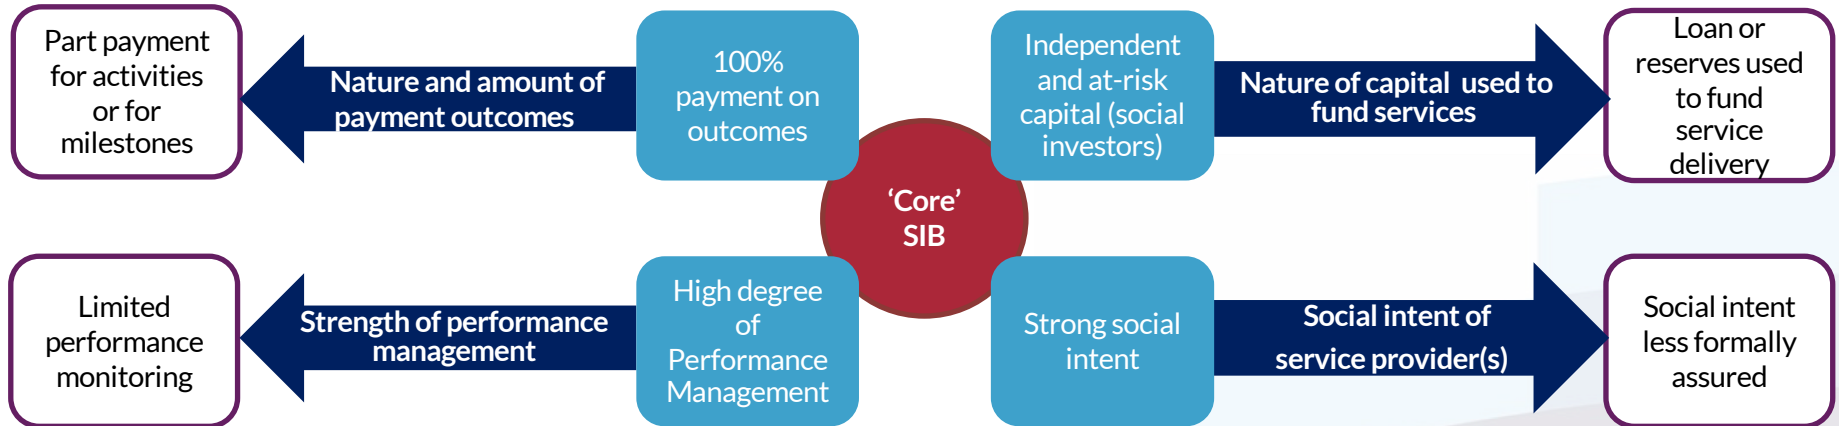 Part payment
for activities
or for
milestones
Nature and amount of
payment outcomes
100%
payment on
outcomes
Independent
and at-risk
capital (social
investors)
Nature of capital used to
fund services
Loan or
reserves used
to fund
service
delivery
‘Core’
SIB
Limited
performance
monitoring
Strength of performance
management
High degree
of
Performance
Management
Strong social
intent
Social intent of
service provider(s)
Social intent
less formally
assured